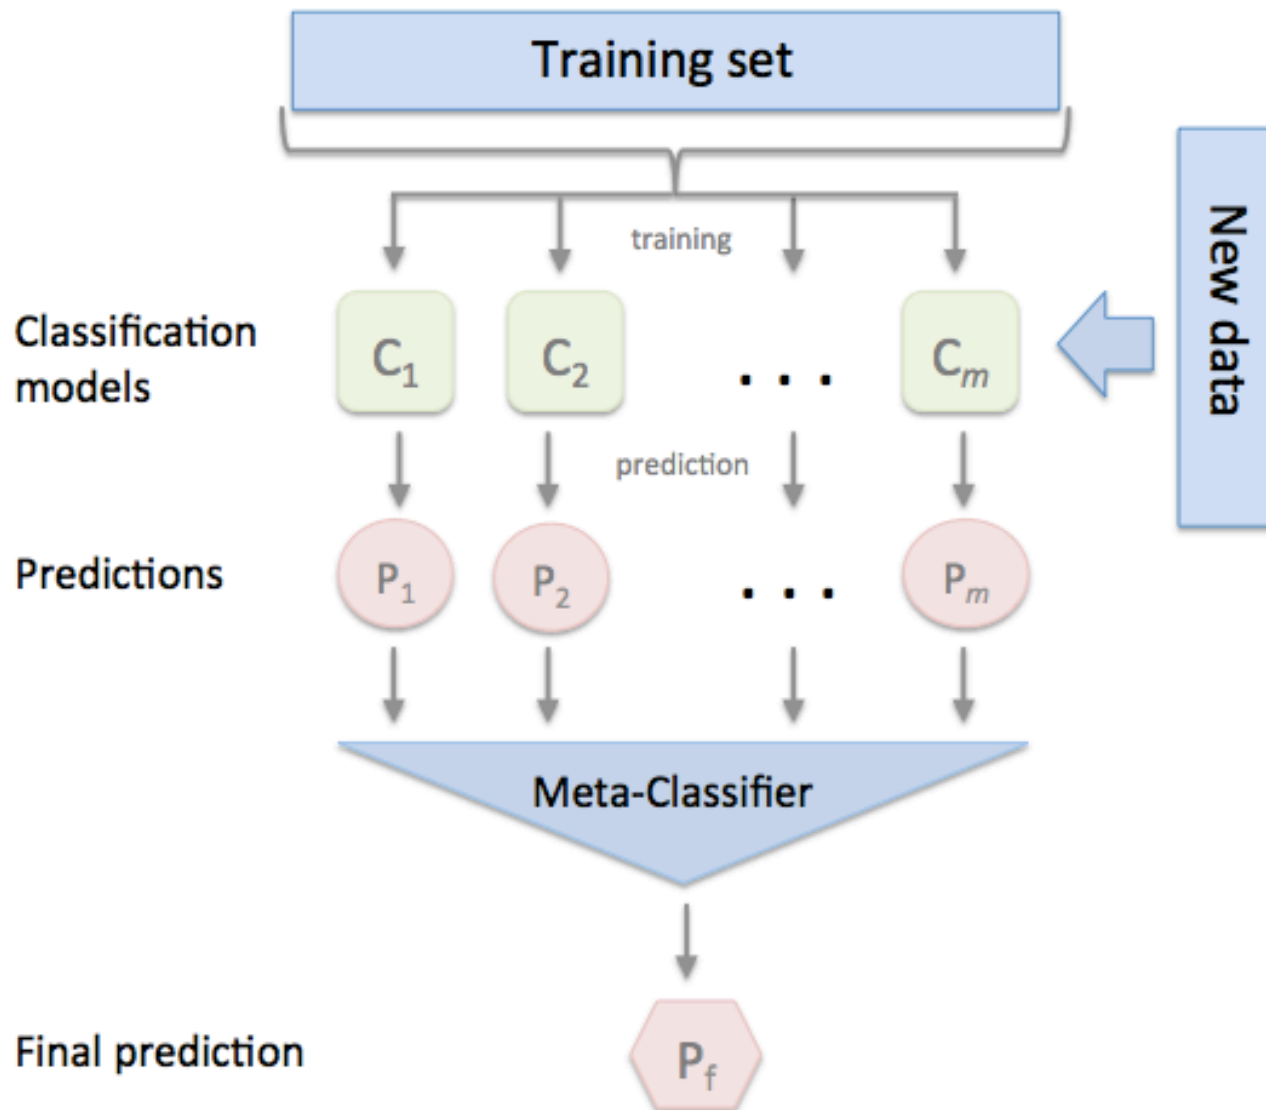 Training set
training
New data
Classification
models
C1
C2
. . .
Cm
prediction
Predictions
P1
P2
. . .
Pm
Meta-Classifier
Final prediction
Pf